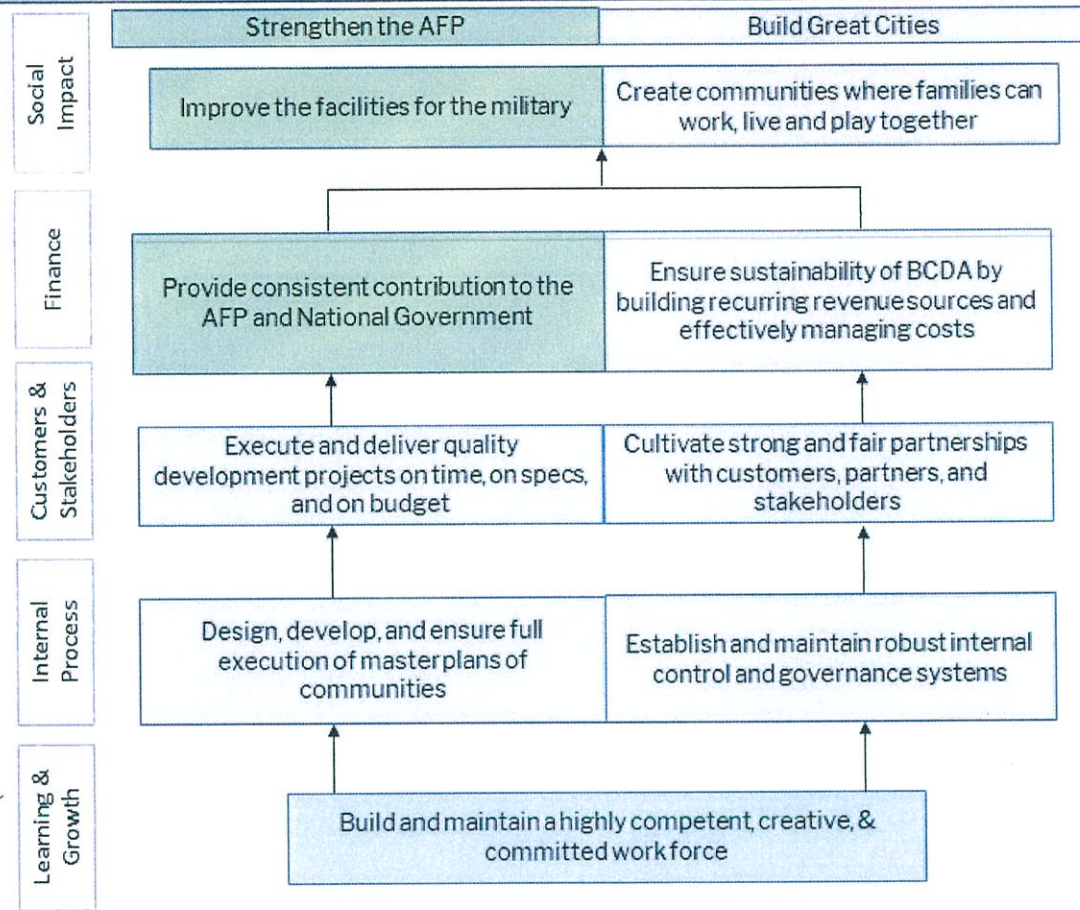 Strengthen the AFP
Build Great Cities
Social
Impact
Improve the facilities for the military
Create communities where families can
work, live and play together
Finance
Provide consistent contribution to the
AFP and National Government
Ensure sustainability of BCDA by
building recurring revenue sources and
effectively managing costs
Customers &
Stakeholders
Execute and deliver quality
development projects on time, on specs,
and on budget
Cultivate strong and fair partnerships
with customers, partners, and
stakeholders
Internal
Process
Design, develop, and ensure full
execution of master plans of
communities
Establish and maintain robust internal
control and governance systems
Learning &
Growth
Build and maintain a highly competent, creative, &
committed workforce